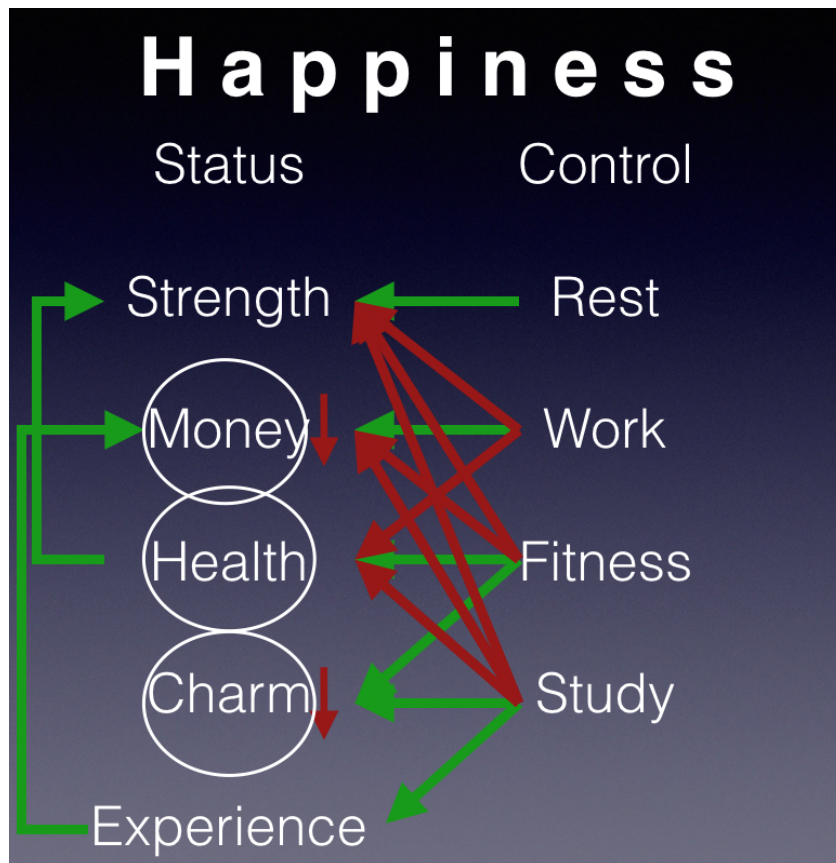 Happiness
Status Control
Strength Rest
Money Work
Health Fitness
Charm Study
Experience